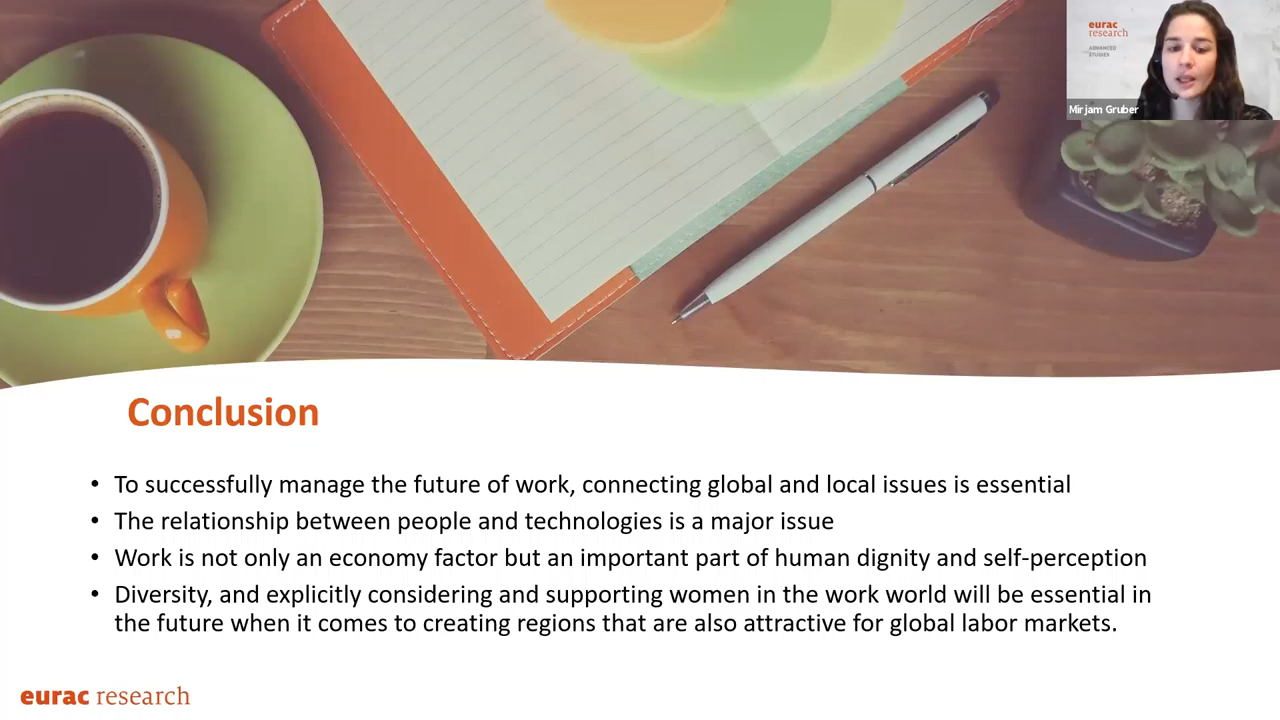 eurac
research
ADVANCED
STUDIES
Mirjam Gruber
Conclusion
• To successfully manage the future of work, connecting global and local issues is essential
• The relationship between people and technologies is a major issue
• Work is not only an economy factor but an important part of human dignity and self-perception
• Diversity, and explicitly considering and supporting women in the work world will be essential in
the future when it comes to creating regions that are also attractive for global labor markets.
eurac research